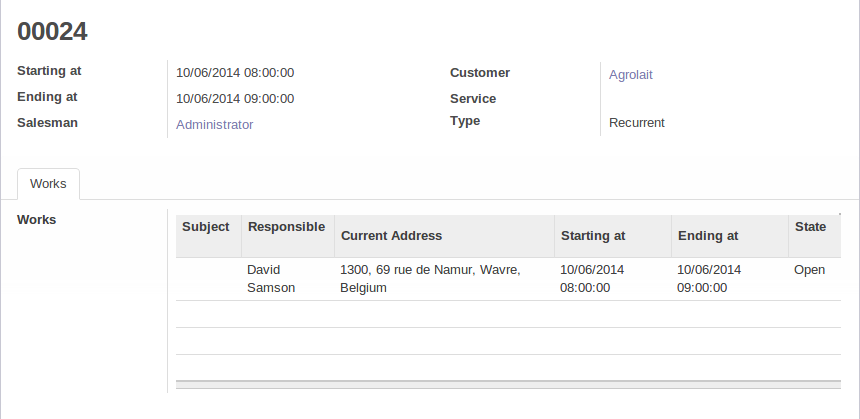 00024
Starting at 10/06/2014 08:00:00 Customer Agrolait
Ending at 10/06/2014 09:00:00 Service
Salesman Administrator Type Recurrent
Works
Works
Subject Responsible Current Address Starting at Ending at State
David 1300, 69 rue de Namur, Wavre, 10/06/2014 10/06/2014 Open
Samson Belgium 08:00:00 09:00:00